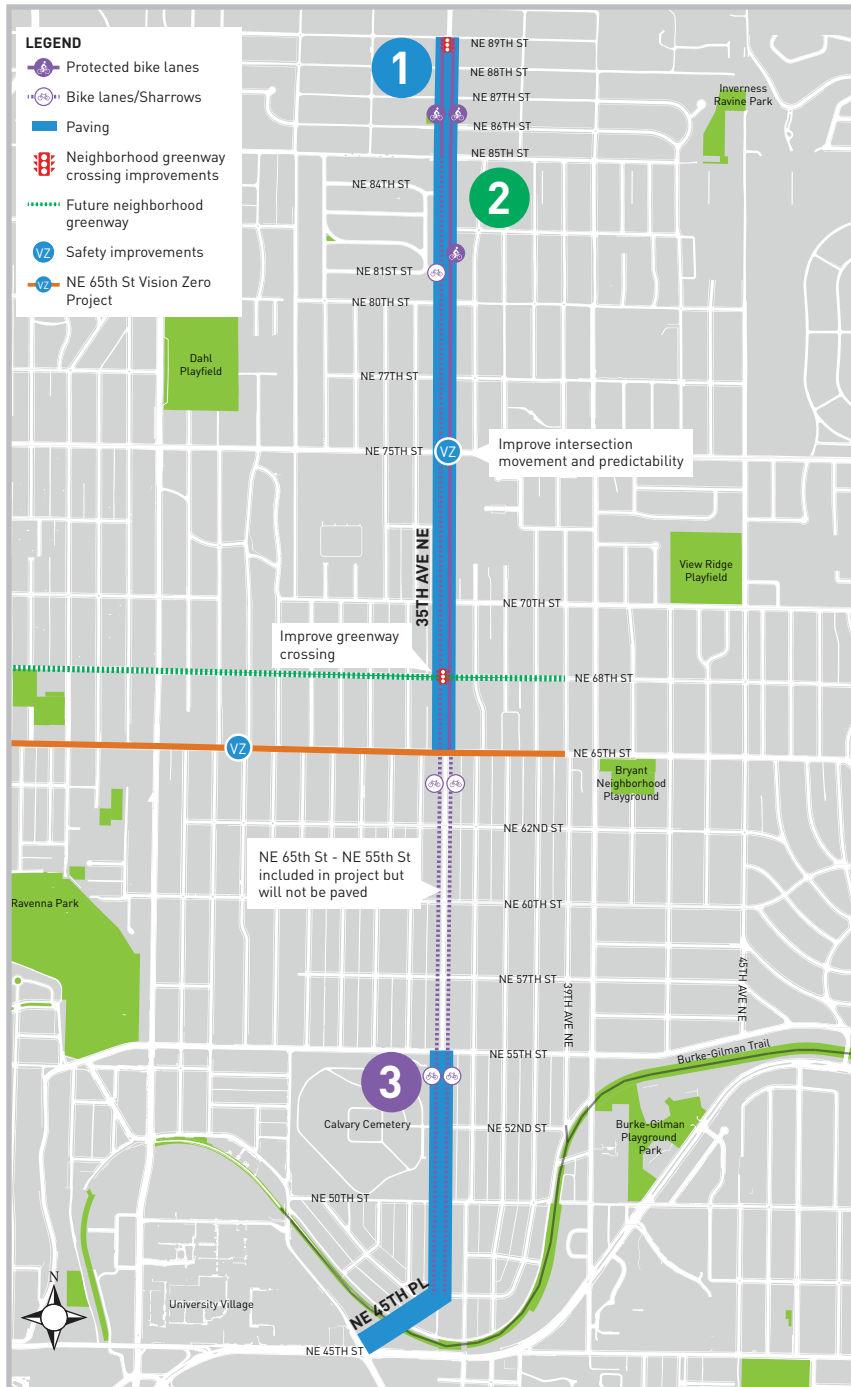 LEGEND
Protected bike lanes
Bike lanes/Sharrows
Paving
Neighborhood greenway
crossing improvements
Future neighborhood
greenway
VZ
Safety improvements
VZ
NE 65th St Vision Zero
Project
1
NE 89TH ST
NE 88TH ST
NE 87TH ST
NE 86TH ST
NE 85TH ST
Inverness
Ravine Park
NE 84TH ST
2
NE 81ST ST
NE 80TH ST
Dahl
Playfield
NE 77TH ST
NE 75TH ST
VZ
Improve intersection
movement and predictability
35TH AVE NE
View Ridge
Playfield
NE 70TH ST
Improve greenway
crossing
NE 68TH ST
VZ
NE 65TH ST
Bryant
Neighborhood
Playground
NE 62ND ST
NE 65th St - NE 55th St
included in project but
will not be paved
Ravenna Park
NE 60TH ST
NE 57TH ST
39TH AVE NE
45TH AVE NE
NE 55TH ST
Burke-Gilman Trail
3
Calvary Cemetery
NE 52ND ST
Burke-Gilman
Playground
Park
NE 50TH ST
N
University Village
NE 45TH PL
NE 45TH ST